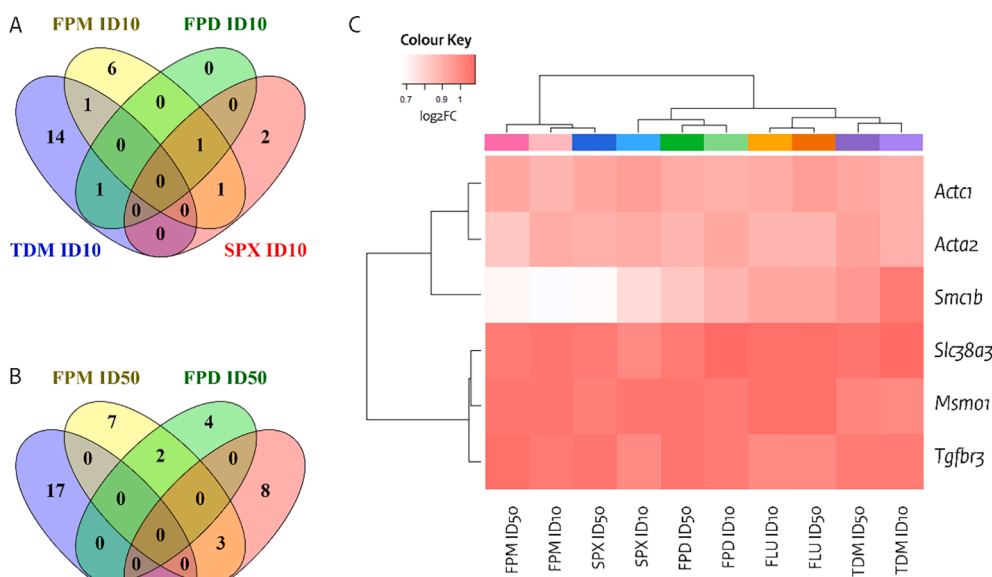 A
FPM ID10 FPD ID10
6 0
1 0 0
14 0 1 2
1 0 1
0 0
0
TDM ID10 SPX ID10
B
FPM ID50 FPD ID50
7 4
0 2 0
17 0 0 8
0 0 3
0 0
C
Colour Key
0.7 0.9 1
log2FC
Actc1
Acta2
Smc1b
Slc38a3
Msmo1
Tgfbr3
FPM ID50
FPM ID10
SPX ID50
SPX ID10
FPD ID50
FPD ID10
FLU ID10
FLU ID50
TDM ID50
TDM ID10